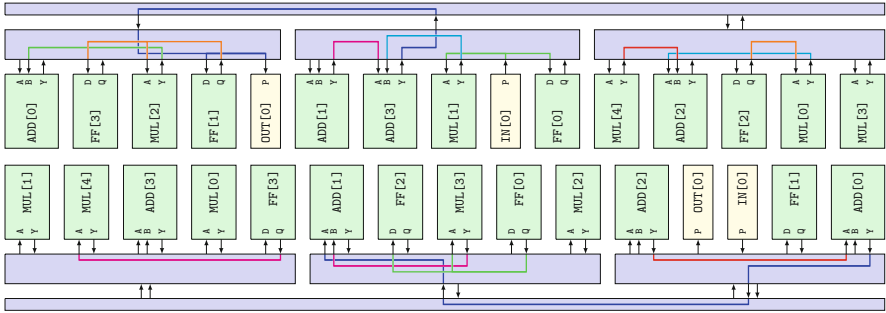 A B Y ADD[0]
D Q FF[3]
A Y MUL[2]
D Q FF[1]
P OUT[0]
A B Y ADD[1]
A B Y ADD[3]
A Y MUL[1]
P IN[0]
D Q FF[0]
A Y MUL[4]
A B Y ADD[2]
D Q FF[2]
A Y MUL[0]
A Y MUL[3]
MUL[1] A Y
MUL[4] A Y
ADD[3] A B Y
MUL[0] A Y
FF[3] D Q
ADD[1] A B Y
FF[2] D Q
MUL[3] A Y
FF[0] D Q
MUL[2] A Y
ADD[2] A B Y
OUT[0] P
IN[0] P
FF[1] D Q
ADD[0] A B Y